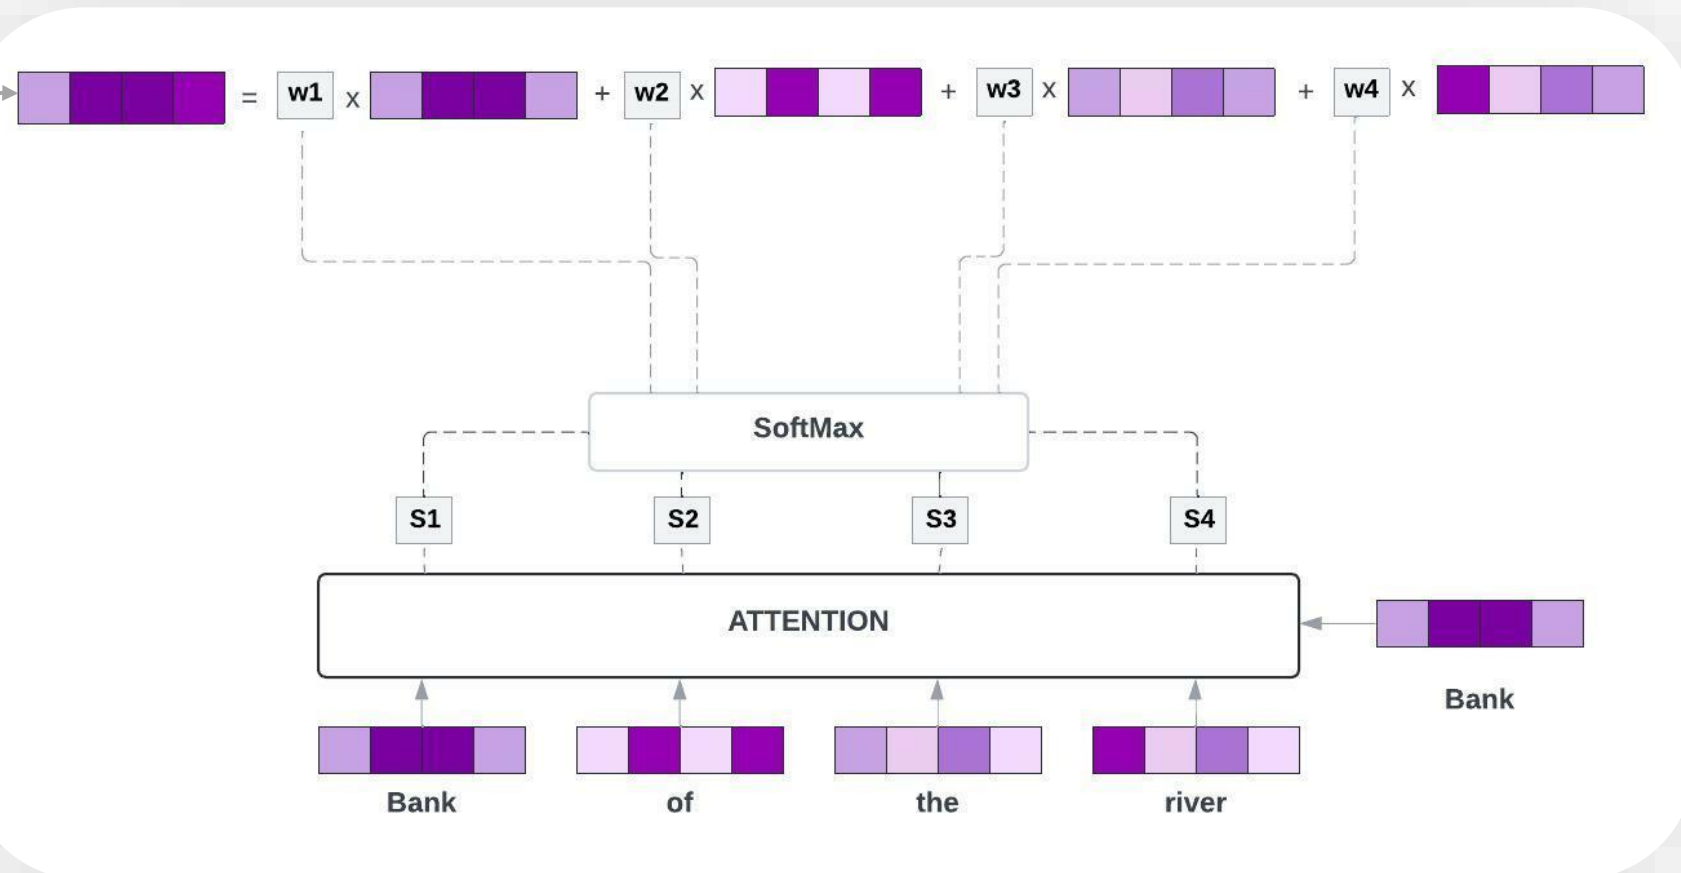 = w1 x + w2 x + w3 x + w4 x
SoftMax
S1 S2 S3 S4
ATTENTION
Bank
Bank of the river